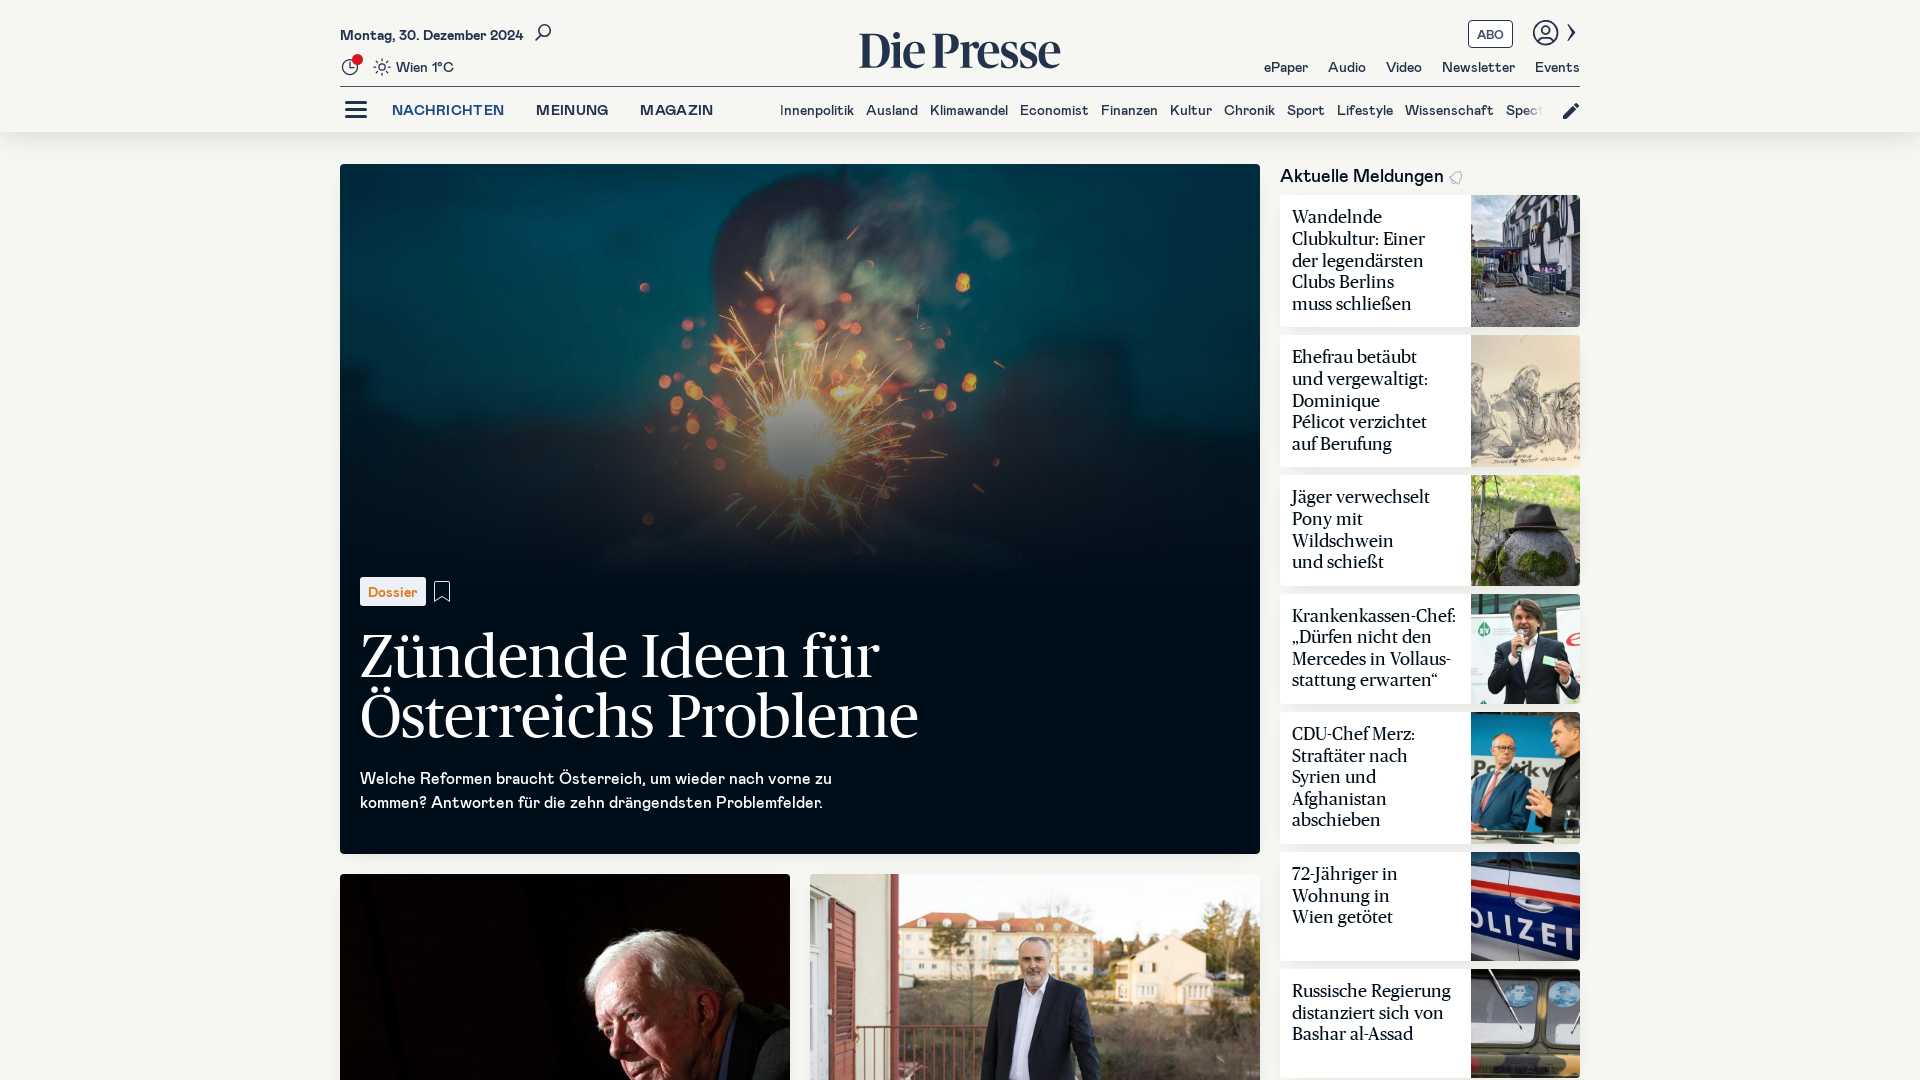 Montag, 30. Dezember 2024
Wien 1°C
Die Presse
ABO
ePaper Audio Video Newsletter Events
NACHRICHTEN MEINUNG MAGAZIN
Innenpolitik Ausland Klimawandel Economist Finanzen Kultur Chronik Sport Lifestyle Wissenschaft Spect
Dossier
Zündende Ideen für
Österreichs Probleme
Welche Reformen braucht Österreich, um wieder nach vorne zu
kommen? Antworten für die zehn drängendsten Problemfelder.
Aktuelle Meldungen
Wandelnde
Clubkultur: Einer
der legendärsten
Clubs Berlins
muss schließen
Ehefrau betäubt
und vergewaltigt:
Dominique
Pélicot verzichtet
auf Berufung
Jäger verwechselt
Pony mit
Wildschwein
und schießt
Krankenkassen-Chef:
„Dürfen nicht den
Mercedes in Vollaus-
stattung erwarten“
CDU-Chef Merz:
Straftäter nach
Syrien und
Afghanistan
abschieben
72-Jähriger in
Wohnung in
Wien getötet
OLIZEI
Russische Regierung
distanziert sich von
Bashar al-Assad